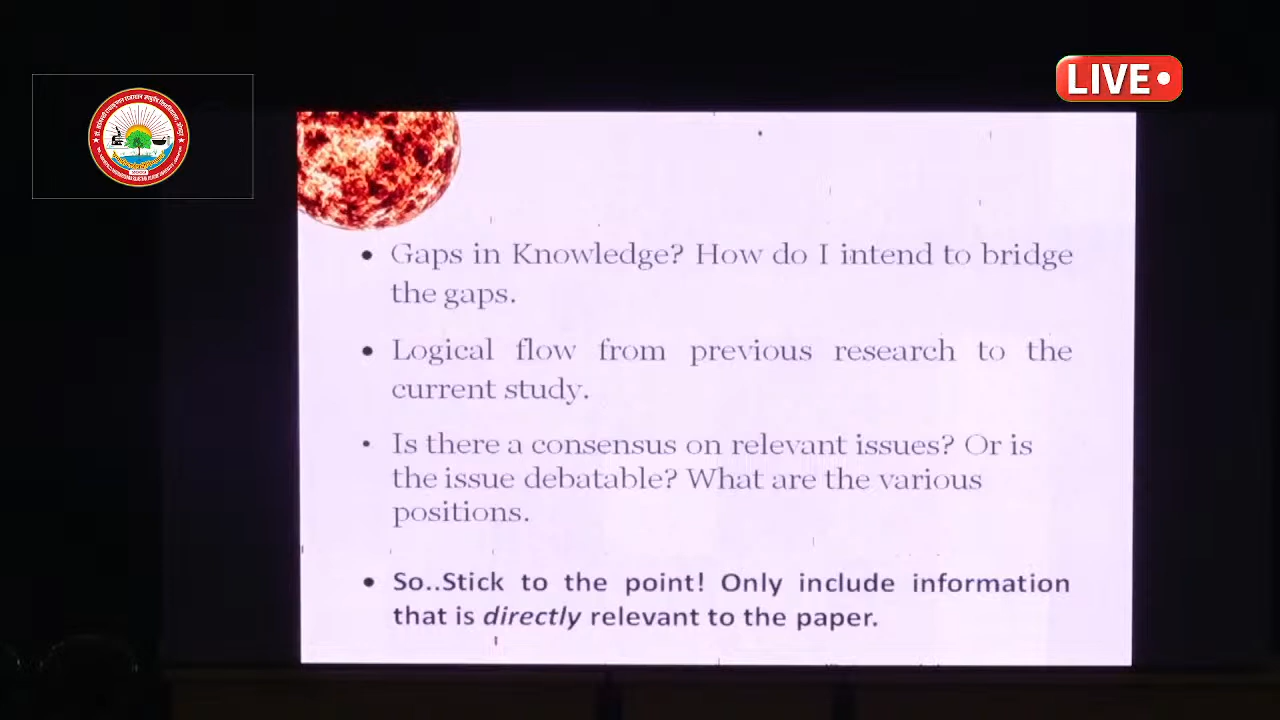 LIVE
Gaps in Knowledge? How do I intend to bridge
the gaps.
Logical flow from previous research to the
current study.
Is there a consensus on relevant issues? Or is
the issue debatable? What are the various
positions.
So..Stick to the point! Only include information
that is directly relevant to the paper.